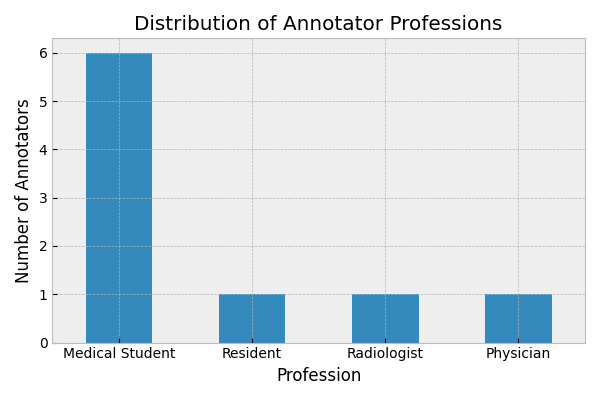 Distribution of Annotator Professions
Number of Annotators
6
5
4
3
2
1
0
Medical Student Resident Radiologist Physician
Profession